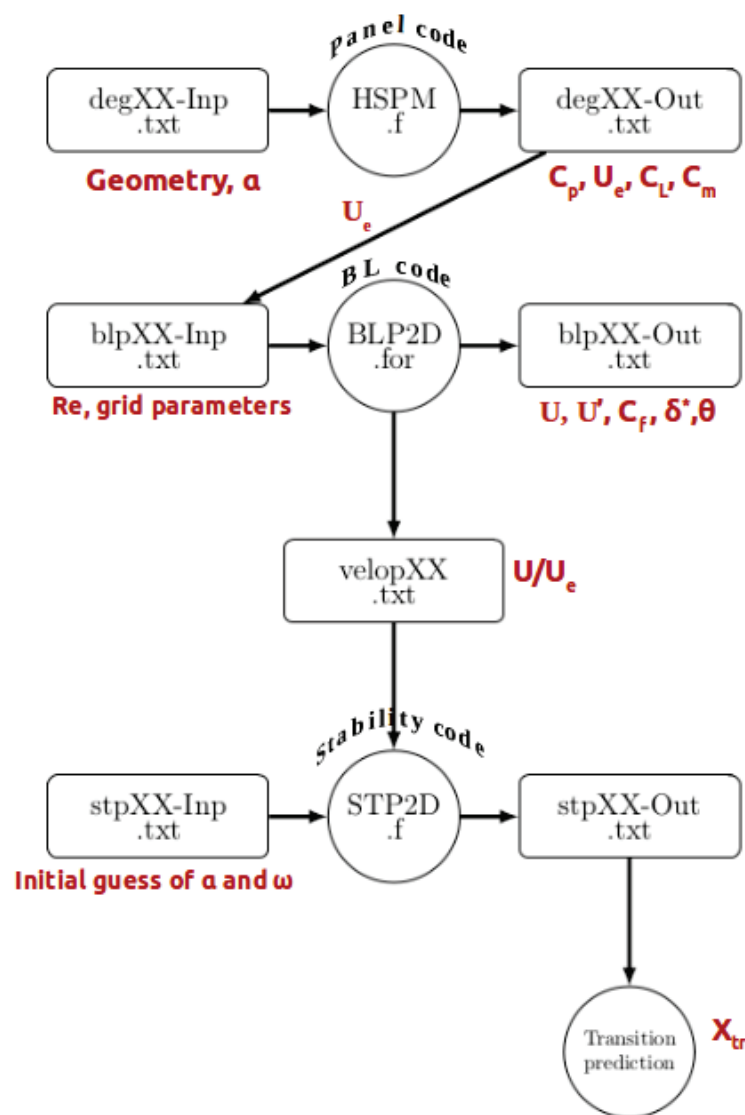 Panel code
degXX-Inp
.txt
HSPM
.f
degXX-Out
.txt
Geometry, α
Cp, Ue, CL, Cm
Ue
BL code
blpXX-Inp
.txt
BLP2D
.for
blpXX-Out
.txt
Re, grid parameters
U, U', Cf, δ*,θ
velopXX
.txt
U/Ue
Stability code
stpXX-Inp
.txt
STP2D
.f
stpXX-Out
.txt
Initial guess of α and ω
Transition
prediction
Xtr